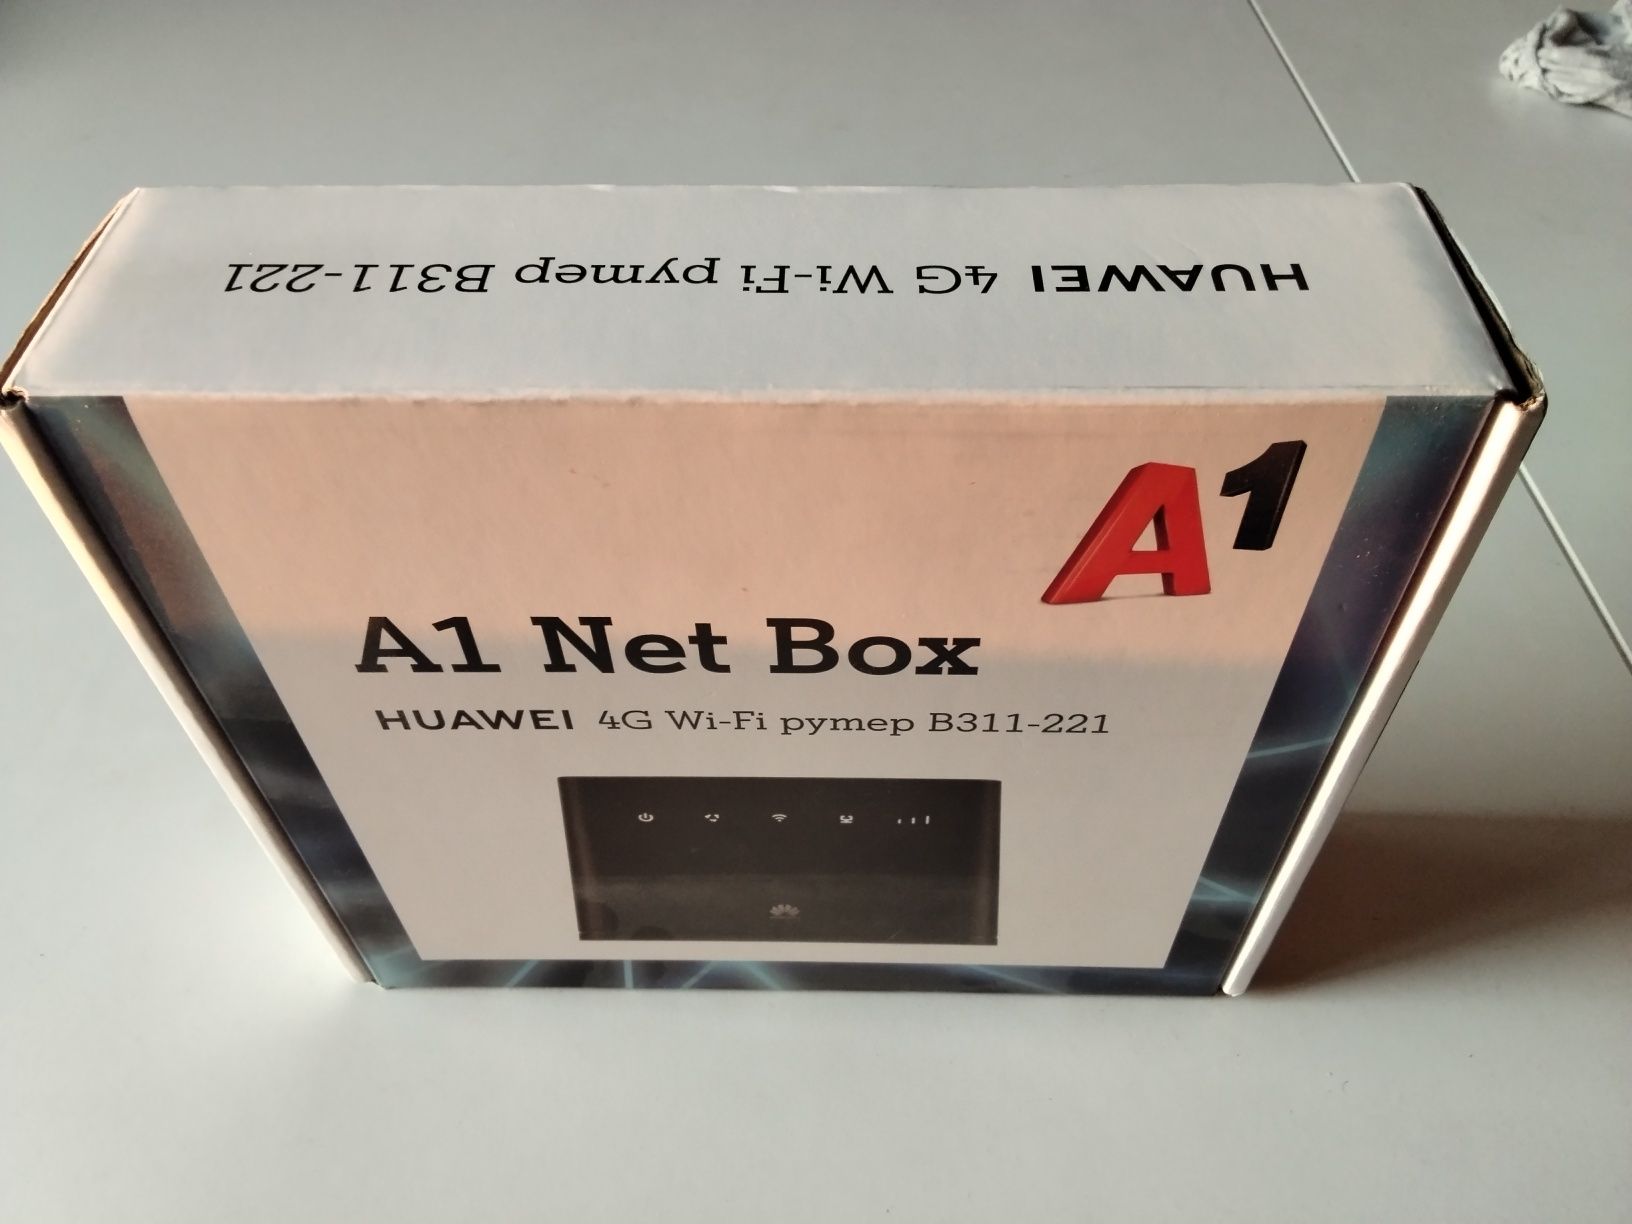 HUAWEI 4G Wi-Fi рутер B311-221
A1
A1 Net Box
HUAWEI 4G Wi-Fi рутер B311-221